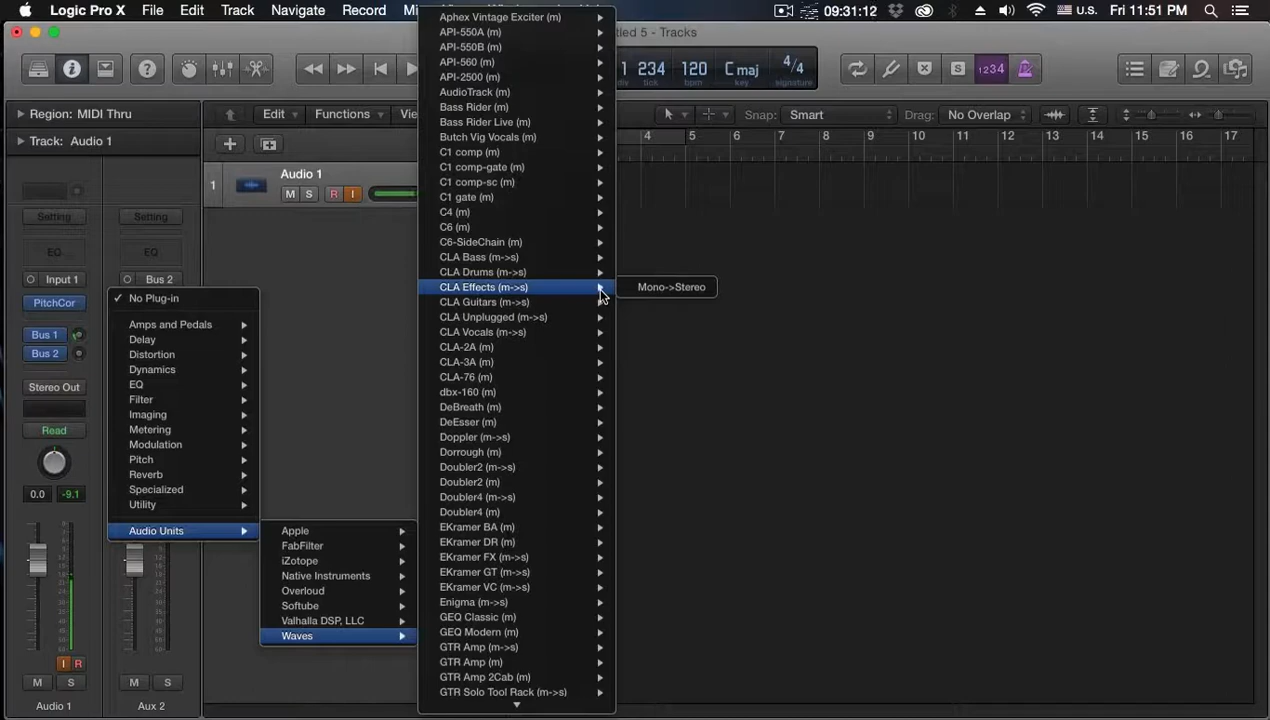 Logic Pro X File Edit Track Navigate Record 09:31:12 U.S. Fri 11:51 PM
5 - Tracks
1 234 120 C maj 4/4
key signature
1234
Region: MIDI Thru
Track: Audio 1
Edit Functions
Snap: Smart Drag: No Overlap
4 5 6 7 8 9 10 11 12 13 14 15 16 17
1 Audio 1
M S R I
Setting Setting
EQ EQ
Input 1 Bus 2
PitchCor
Bus 1
Bus 2
Stereo Out
Read
0.0 -9.1
I R
M S M S
Audio 1 Aux 2
✓ No Plug-in
Amps and Pedals
Delay
Distortion
Dynamics
EQ
Filter
Imaging
Metering
Modulation
Pitch
Reverb
Specialized
Utility
Audio Units
Apple
FabFilter
iZotope
Native Instruments
Overloud
Softube
Valhalla DSP, LLC
Waves
Aphex Vintage Exciter (m)
API-550A (m)
API-550B (m)
API-560 (m)
API-2500 (m)
AudioTrack (m)
Bass Rider (m)
Bass Rider Live (m)
Butch Vig Vocals (m)
C1 comp (m)
C1 comp-gate (m)
C1 comp-sc (m)
C1 gate (m)
C4 (m)
C6 (m)
C6-SideChain (m)
CLA Bass (m->s)
CLA Drums (m->s)
CLA Effects (m->s)
CLA Guitars (m->s)
CLA Unplugged (m->s)
CLA Vocals (m->s)
CLA-2A (m)
CLA-3A (m)
CLA-76 (m)
dbx-160 (m)
DeBreath (m)
DeEsser (m)
Doppler (m->s)
Dorrough (m)
Doubler2 (m->s)
Doubler2 (m)
Doubler4 (m->s)
Doubler4 (m)
EKramer BA (m)
EKramer DR (m)
EKramer FX (m->s)
EKramer GT (m->s)
EKramer VC (m->s)
Enigma (m->s)
GEQ Classic (m)
GEQ Modern (m)
GTR Amp (m->s)
GTR Amp (m)
GTR Amp 2Cab (m)
GTR Solo Tool Rack (m->s)
Mono->Stereo